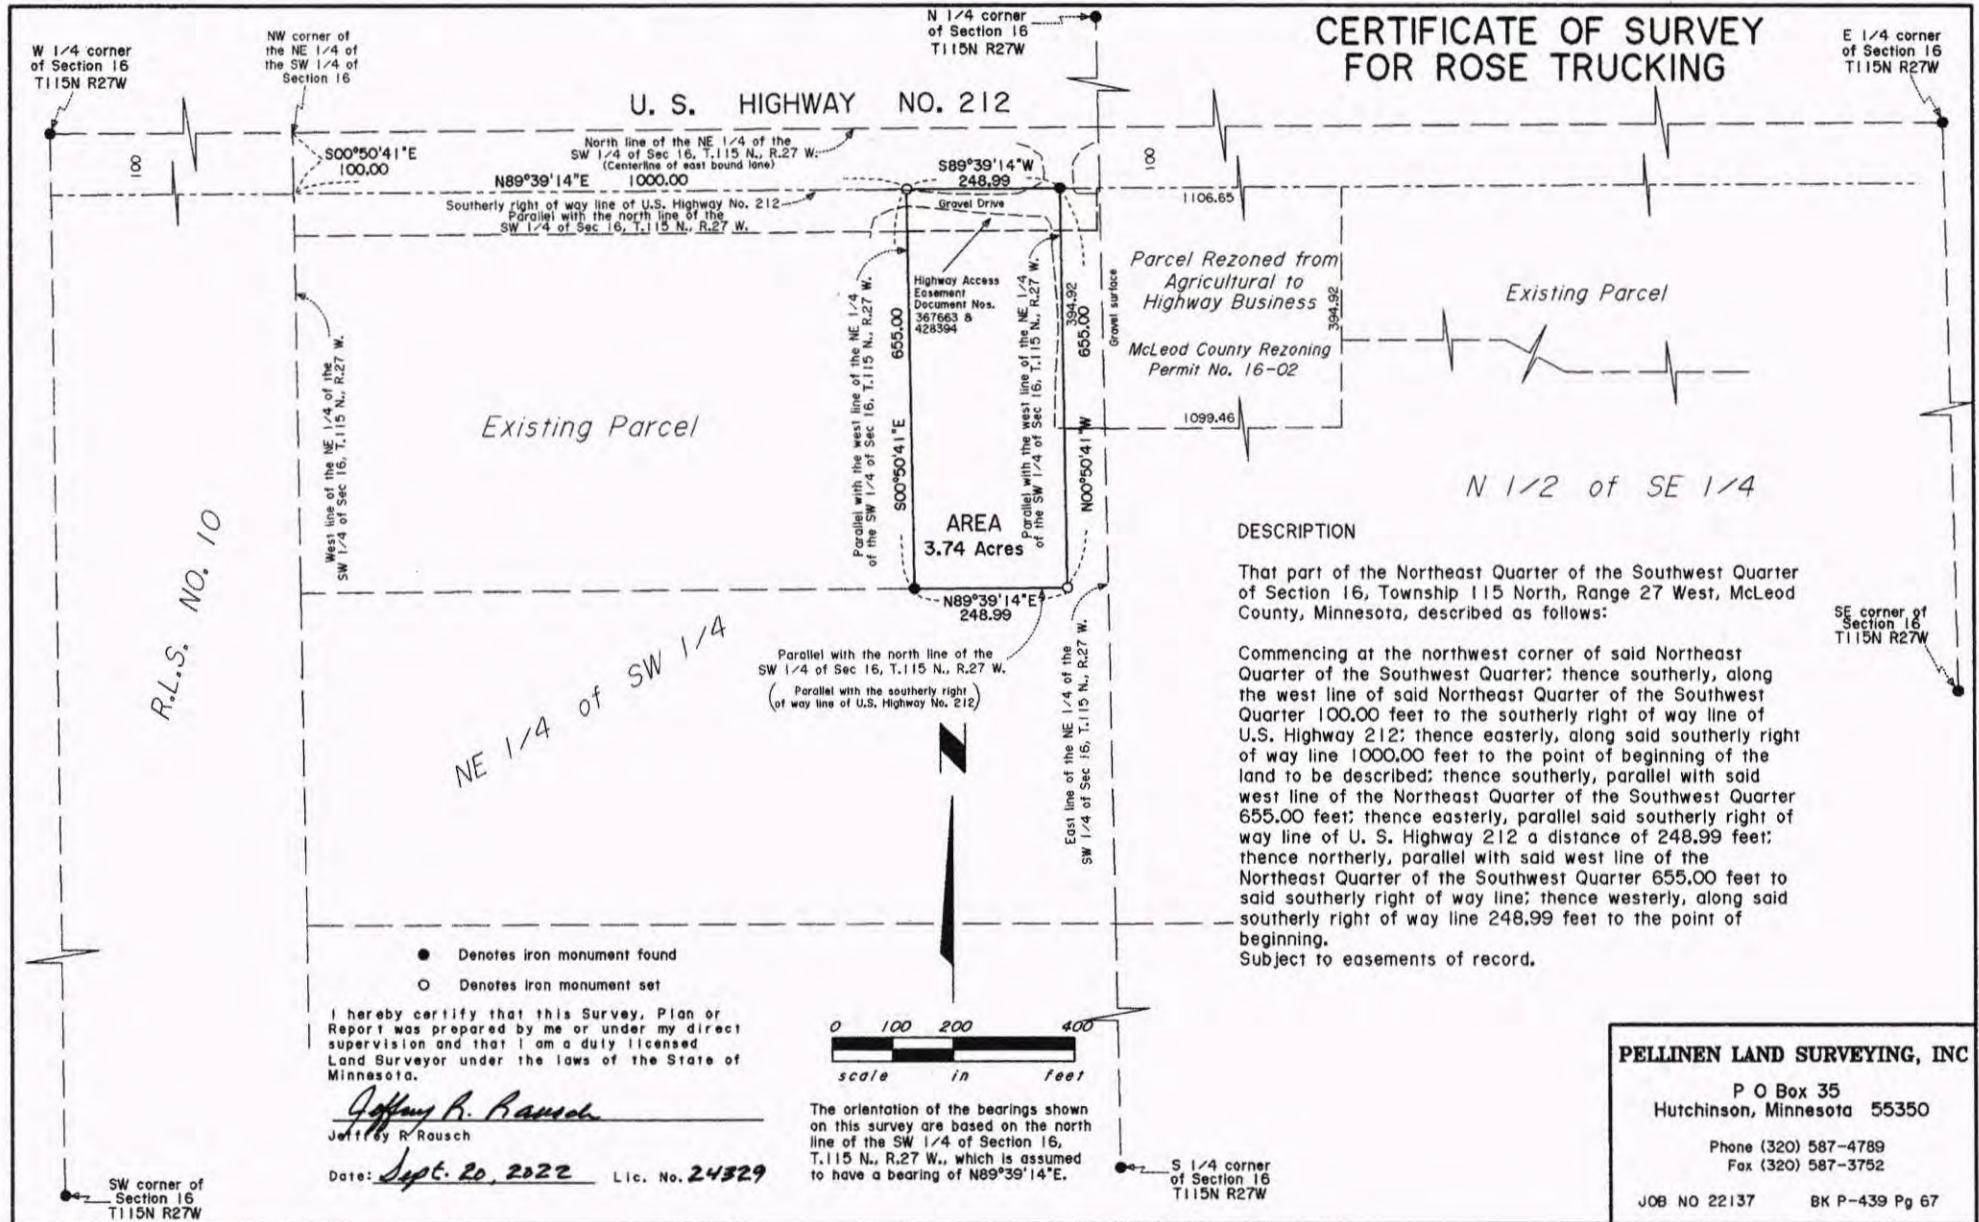 CERTIFICATE OF SURVEY
FOR ROSE TRUCKING
W 1/4 corner
of Section 16
T115N R27W
NW corner of
the NE 1/4 of
the SW 1/4 of
Section 16
N 1/4 corner
of Section 16
T115N R27W
E 1/4 corner
of Section 16
T115N R27W
U. S. HIGHWAY NO. 212
100
S00°50'41"E
100.00
North line of the NE 1/4 of the
SW 1/4 of Sec 16, T.115 N., R.27 W.
(Centerline of east bound lane)
N89°39'14"E 1000.00
S89°39'14"W
248.99
100
Southerly right of way line of U.S. Highway No. 212
Parallel with the north line of the
SW 1/4 of Sec 16, T.115 N., R.27 W.
Gravel Drive
1106.65
Highway Access
Easement
Document Nos.
367663 &
428394
Parallel with the west line of the NE 1/4
of the SW 1/4 of Sec 16, T.115 N., R.27 W.
655.00
S00°50'41"E
Parallel with the west line of the NE 1/4
of the SW 1/4 of Sec 16, T.115 N., R.27 W.
394.92
655.00
N00°50'41"W
Gravel surface
Parcel Rezoned from
Agricultural to
Highway Business
McLeod County Rezoning
Permit No. 16-02
394.92
1099.46
Existing Parcel
West line of the NE 1/4 of the
SW 1/4 of Sec 16, T.115 N., R.27 W.
Existing Parcel
AREA
3.74 Acres
N89°39'14"E
248.99
Parallel with the north line of the
SW 1/4 of Sec 16, T.115 N., R.27 W.
(Parallel with the southerly right
of way line of U.S. Highway No. 212)
East line of the NE 1/4 of the
SW 1/4 of Sec 16, T.115 N., R.27 W.
R.L.S. NO. 10
NE 1/4 of SW 1/4
N 1/2 of SE 1/4
SE corner of
Section 16
T115N R27W
DESCRIPTION
That part of the Northeast Quarter of the Southwest Quarter
of Section 16, Township 115 North, Range 27 West, McLeod
County, Minnesota, described as follows:
Commencing at the northwest corner of said Northeast
Quarter of the Southwest Quarter; thence southerly, along
the west line of said Northeast Quarter of the Southwest
Quarter 100.00 feet to the southerly right of way line of
U.S. Highway 212; thence easterly, along said southerly right
of way line 1000.00 feet to the point of beginning of the
land to be described; thence southerly, parallel with said
west line of the Northeast Quarter of the Southwest Quarter
655.00 feet; thence easterly, parallel said southerly right of
way line of U. S. Highway 212 a distance of 248.99 feet;
thence northerly, parallel with said west line of the
Northeast Quarter of the Southwest Quarter 655.00 feet to
said southerly right of way line; thence westerly, along said
southerly right of way line 248.99 feet to the point of
beginning.
Subject to easements of record.
N
Denotes iron monument found
Denotes iron monument set
I hereby certify that this Survey, Plan or
Report was prepared by me or under my direct
supervision and that I am a duly licensed
Land Surveyor under the laws of the State of
Minnesota.
Jeffrey R. Rausch
Jeffrey R Rausch
Date: Sept. 20, 2022 Lic. No. 24329
0 100 200 400
scale in feet
The orientation of the bearings shown
on this survey are based on the north
line of the SW 1/4 of Section 16,
T.115 N., R.27 W., which is assumed
to have a bearing of N89°39'14"E.
SW corner of
Section 16
T115N R27W
S 1/4 corner
of Section 16
T115N R27W
PELLINEN LAND SURVEYING, INC
P O Box 35
Hutchinson, Minnesota 55350
Phone (320) 587-4789
Fax (320) 587-3752
JOB NO 22137 BK P-439 Pg 67